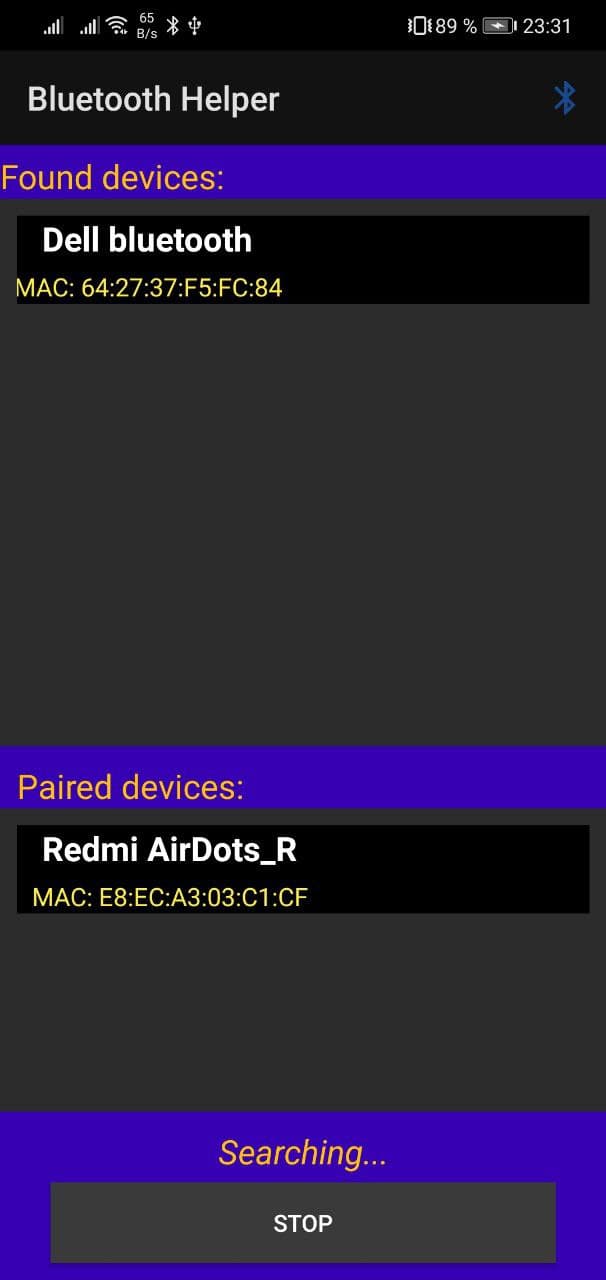 65
B/s
89 %
23:31
Bluetooth Helper
Found devices:
Dell bluetooth
MAC: 64:27:37:F5:FC:84
Paired devices:
Redmi AirDots_R
MAC: E8:EC:A3:03:C1:CF
Searching...
STOP